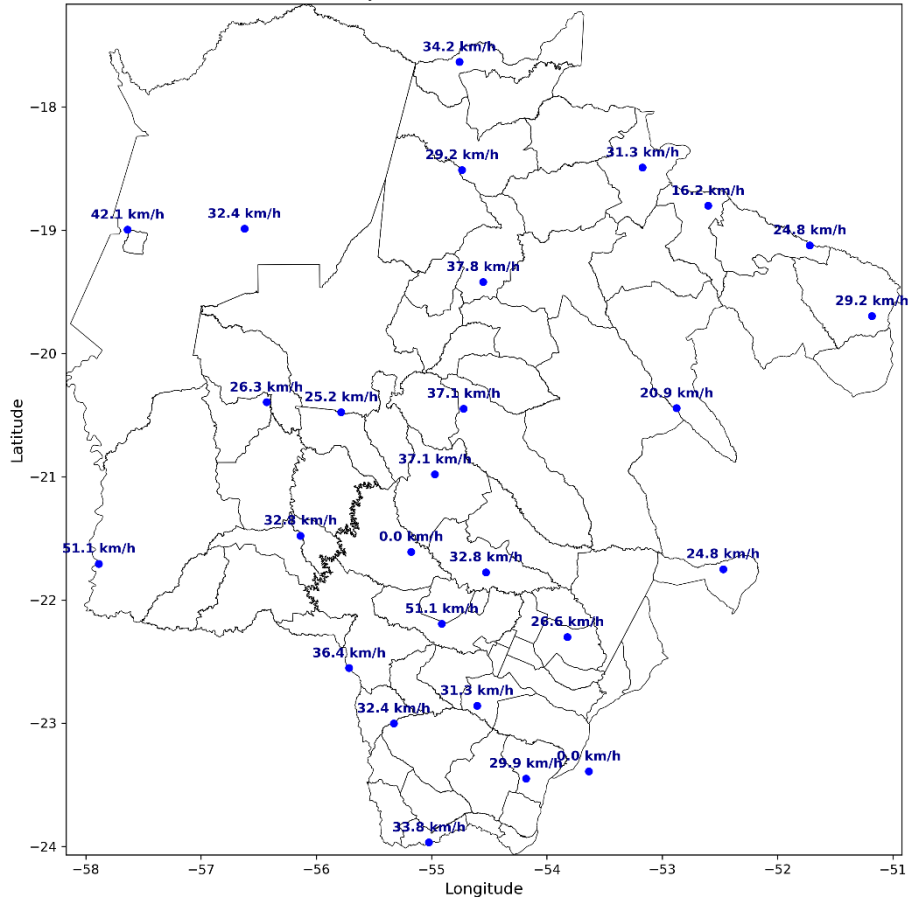 34.2 km/h
−18
29.2 km/h
31.3 km/h
16.2 km/h
42.1 km/h
32.4 km/h
−19
24.8 km/h
37.8 km/h
29.2 km/h
−20
26.3 km/h
25.2 km/h
37.1 km/h
20.9 km/h
Latitude
37.1 km/h
−21
32.8 km/h
0.0 km/h
51.1 km/h
32.8 km/h
24.8 km/h
−22
51.1 km/h
26.6 km/h
36.4 km/h
31.3 km/h
32.4 km/h
−23
29.9 km/h
0.0 km/h
33.8 km/h
−24
−58
−57
−56
−55
−54
−53
−52
−51
Longitude